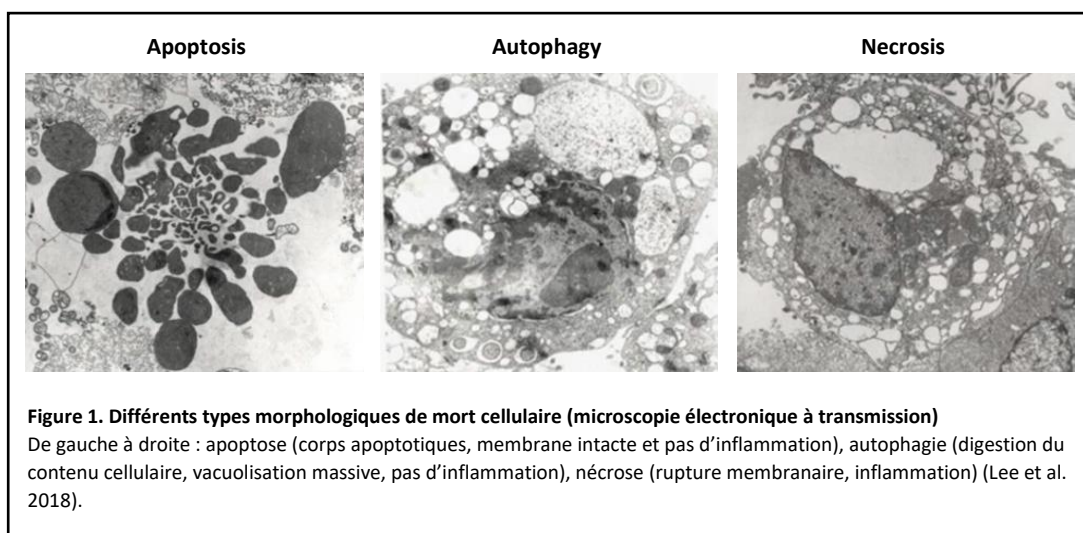 Apoptosis
Autophagy
Necrosis
Figure 1. Différents types morphologiques de mort cellulaire (microscopie électronique à transmission)
De gauche à droite : apoptose (corps apoptotiques, membrane intacte et pas d’inflammation), autophagie (digestion du
contenu cellulaire, vacuolisation massive, pas d’inflammation), nécrose (rupture membranaire, inflammation) (Lee et al.
2018).